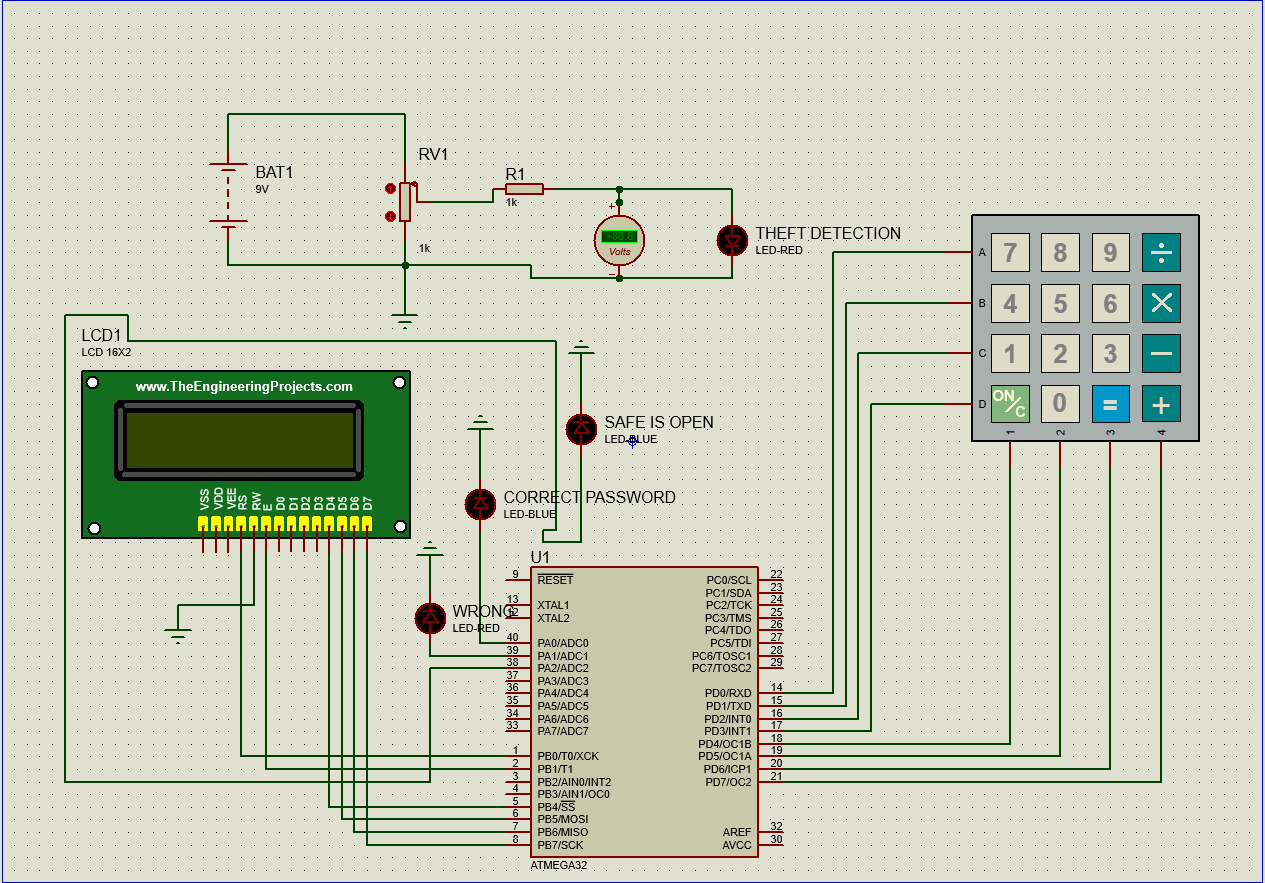 RV1
BAT1
9V
R1
1k
1k
+
Volts
-
THEFT DETECTION
LED-RED
LCD1
LCD 16X2
www.TheEngineeringProjects.com
VSS VDD VEE RS RW E D0 D1 D2 D3 D4 D5 D6 D7
SAFE IS OPEN
LED-BLUE
CORRECT PASSWORD
LED-BLUE
WRONG
LED-RED
A 7 8 9 ÷
B 4 5 6 ×
C 1 2 3 −
D ON/C 0 = +
1 2 3 4
U1
9 RESET PC0/SCL 22
PC1/SDA 23
13 XTAL1 PC2/TCK 24
12 XTAL2 PC3/TMS 25
PC4/TDO 26
40 PA0/ADC0 PC5/TDI 27
39 PA1/ADC1 PC6/TOSC1 28
38 PA2/ADC2 PC7/TOSC2 29
37 PA3/ADC3
36 PA4/ADC4 PD0/RXD 14
35 PA5/ADC5 PD1/TXD 15
34 PA6/ADC6 PD2/INT0 16
33 PA7/ADC7 PD3/INT1 17
PD4/OC1B 18
1 PB0/T0/XCK PD5/OC1A 19
2 PB1/T1 PD6/ICP1 20
3 PB2/AIN0/INT2 PD7/OC2 21
4 PB3/AIN1/OC0
5 PB4/SS
6 PB5/MOSI
7 PB6/MISO AREF 32
8 PB7/SCK AVCC 30
ATMEGA32